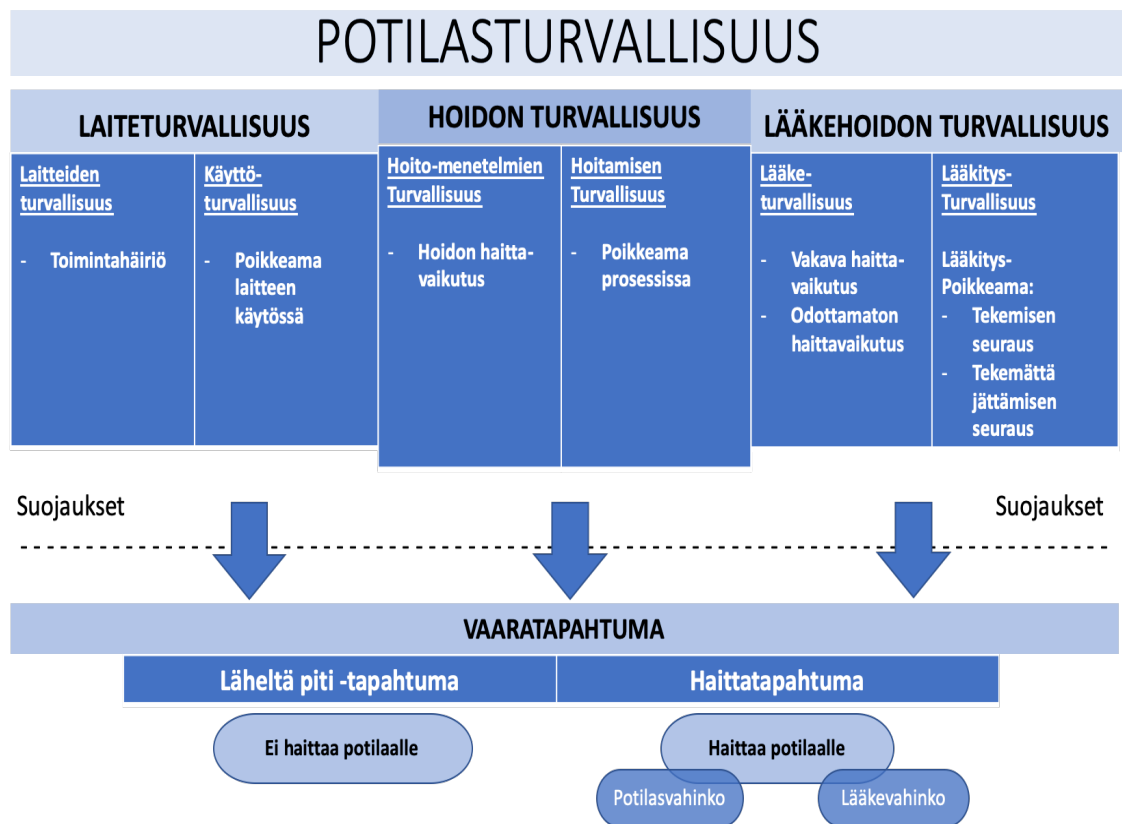 POTILASTURVALLISUUS
LAITETURVALLISUUS
Laitteiden
turvallisuus
- Toimintahäiriö
Käyttö-
turvallisuus
- Poikkeama
laitteen
käytössä
HOIDON TURVALLISUUS
Hoito-menetelmien
Turvallisuus
- Hoidon haitta-
vaikutus
Hoitamisen
Turvallisuus
- Poikkeama
prosessissa
LÄÄKEHOIDON TURVALLISUUS
Lääke-
turvallisuus
- Vakava haitta-
vaikutus
- Odottamaton
haittavaikutus
Lääkitys-
Turvallisuus
Lääkitys-
Poikkeama:
- Tekemisen
seuraus
- Tekemättä
jättämisen
seuraus
Suojaukset
Suojaukset
VAARATAPAHTUMA
Läheltä piti -tapahtuma
Haittatapahtuma
Ei haittaa potilaalle
Haittaa potilaalle
Potilasvahinko
Lääkevahinko